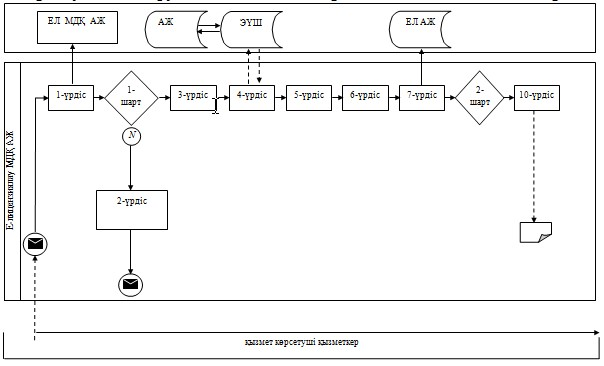 ЕЛ МДҚ АЖ
АЖ
ЭҮШ
ЕЛ АЖ
1-үрдіс
1-
шарт
3-үрдіс
4-үрдіс
5-үрдіс
6-үрдіс
7-үрдіс
2-
шарт
10-үрдіс
N
2-үрдіс
Е-лицензиялау МДҚ АЖ
қызмет көрсетуші қызметкер